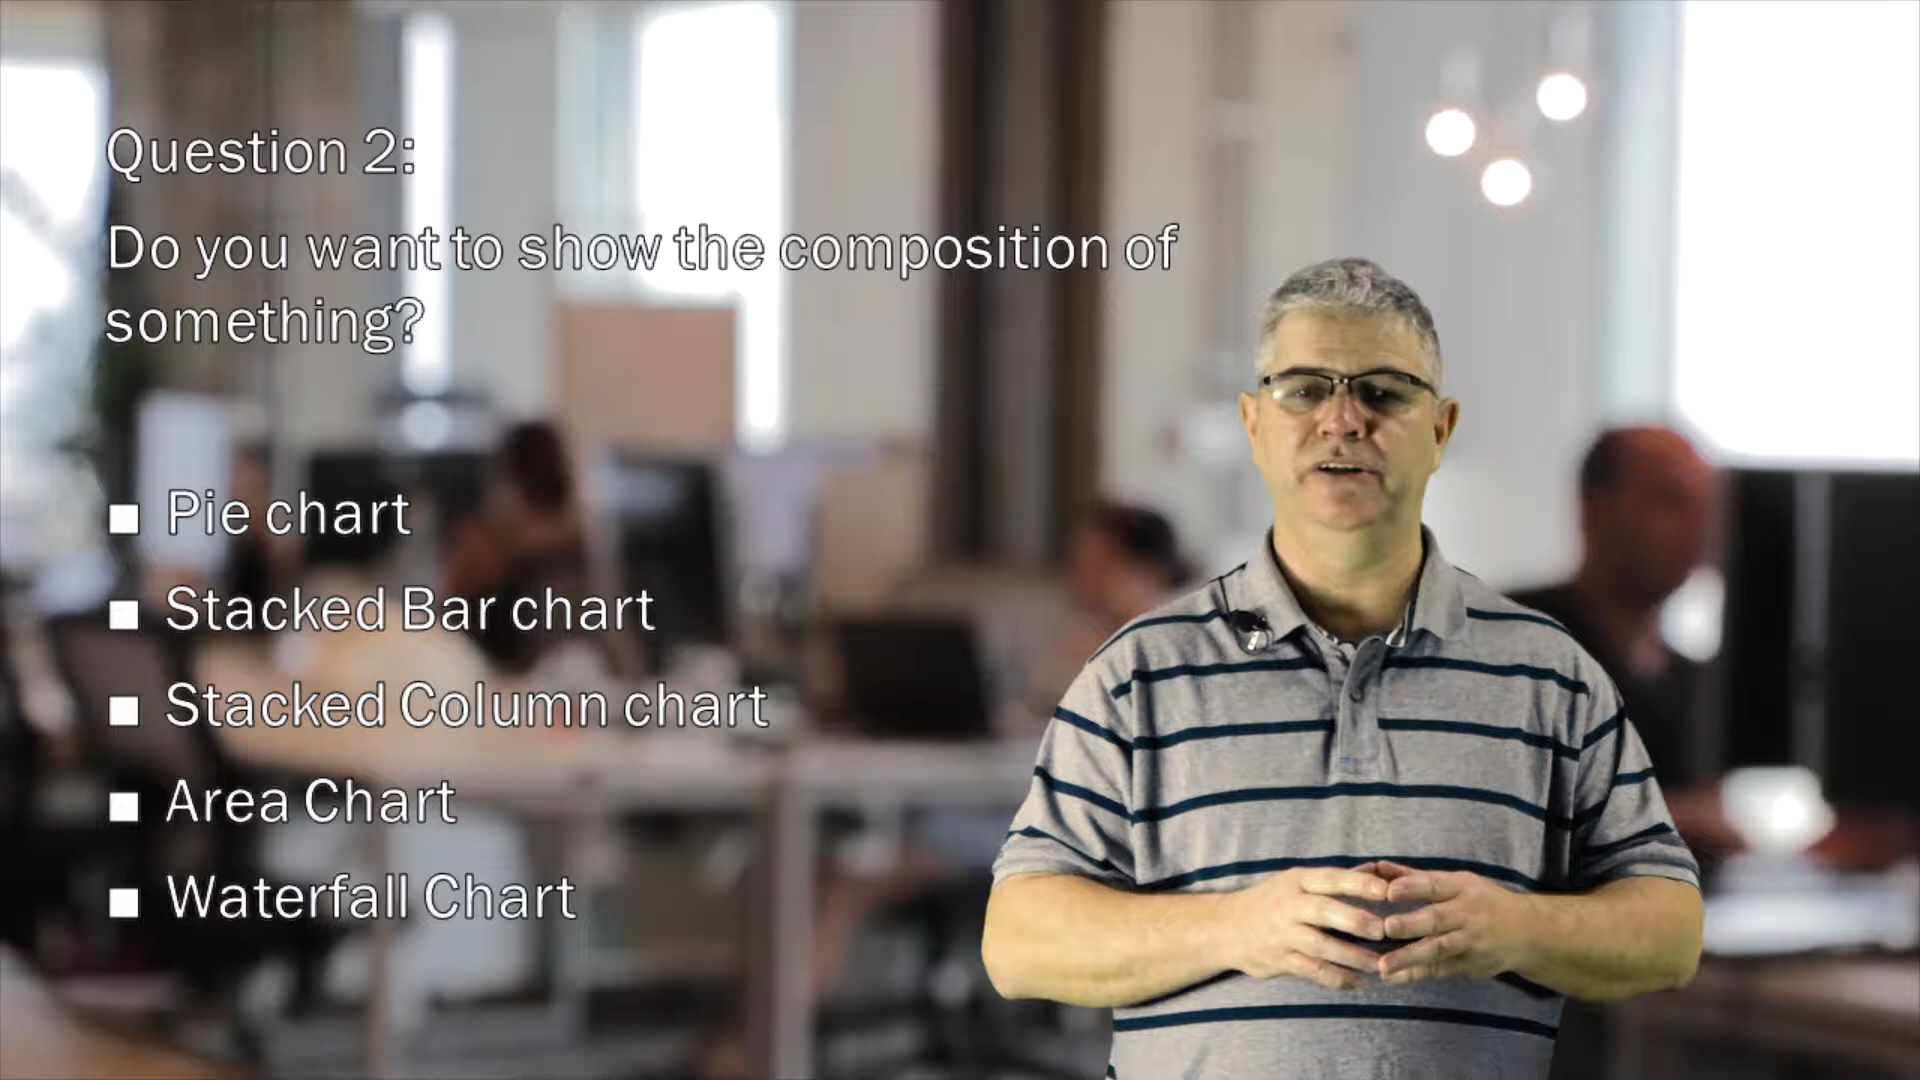 Question 2:
Do you want to show the composition of
something?
■ Pie chart
■ Stacked Bar chart
■ Stacked Column chart
■ Area Chart
■ Waterfall Chart